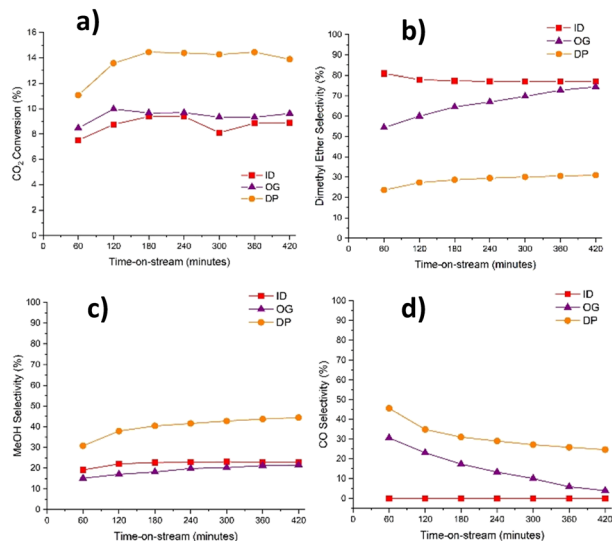 a)
CO₂ Conversion (%)
16
14
12
10
8
6
4
2
0
ID
OG
DP
60 120 180 240 300 380 420
Time-on-stream (minutes)
b)
Dimethyl Ether Selectivity (%)
100
90
80
70
60
50
40
30
20
10
0
ID
OG
DP
60 120 180 240 300 380 420
Time-on-stream (minutes)
c)
MeOH Selectivity (%)
100
90
80
70
60
50
40
30
20
10
0
ID
OG
DP
60 120 180 240 300 360 420
Time-on-stream (minutes)
d)
CO Selectivity (%)
100
90
80
70
60
50
40
30
20
10
0
ID
OG
DP
60 120 180 240 300 360 420
Time-on-stream (minutes)